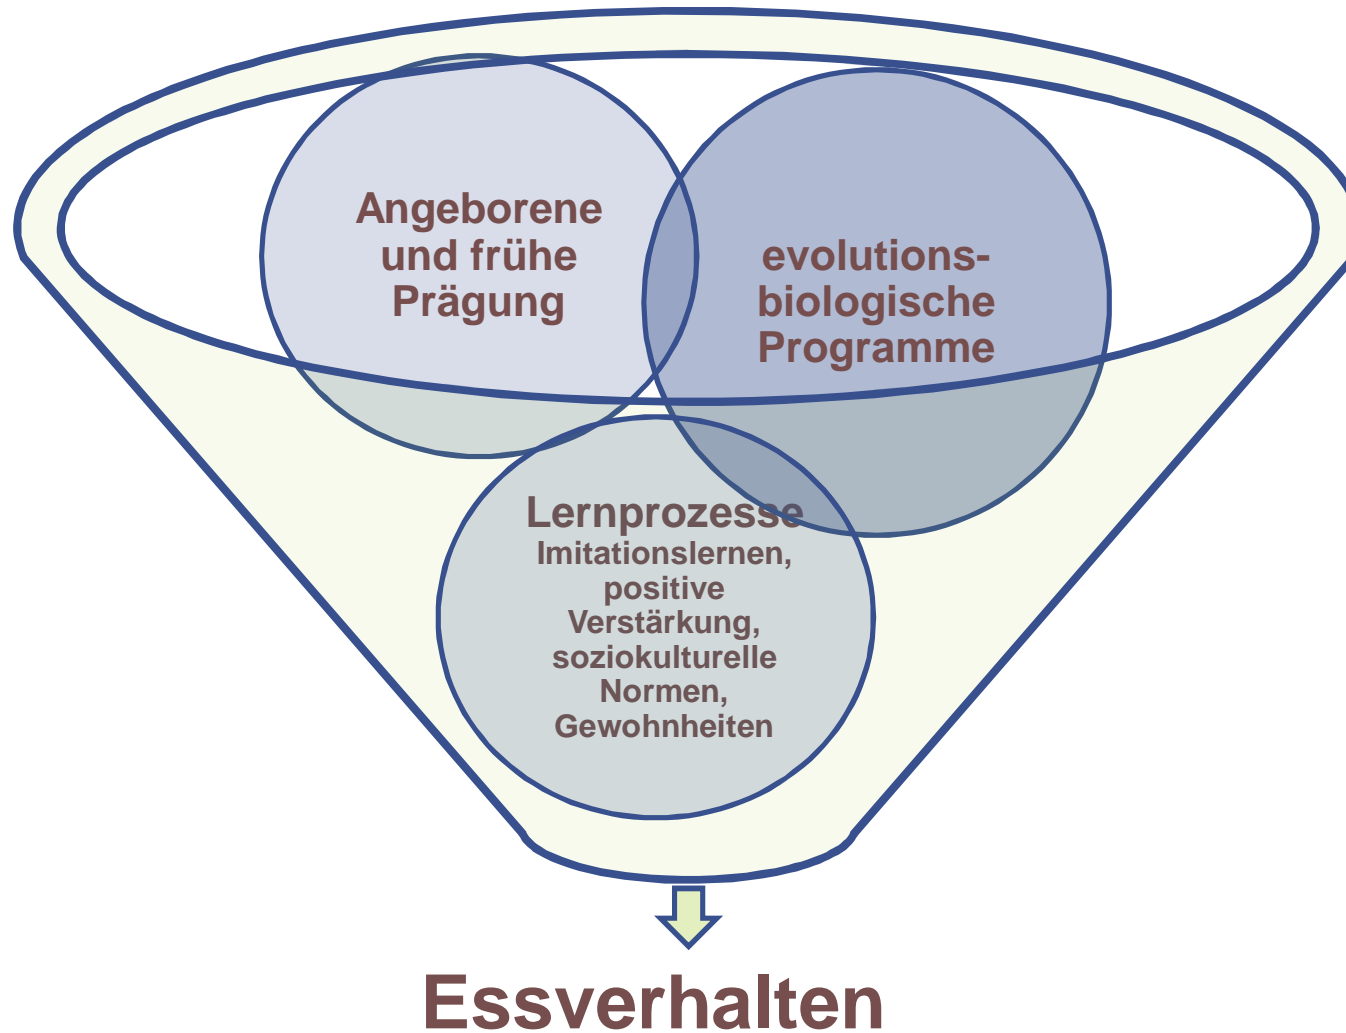 Angeborene
und frühe
Prägung
evolutions-
biologische
Programme
Lernprozesse
Imitationslernen,
positive
Verstärkung,
soziokulturelle
Normen,
Gewohnheiten
Essverhalten